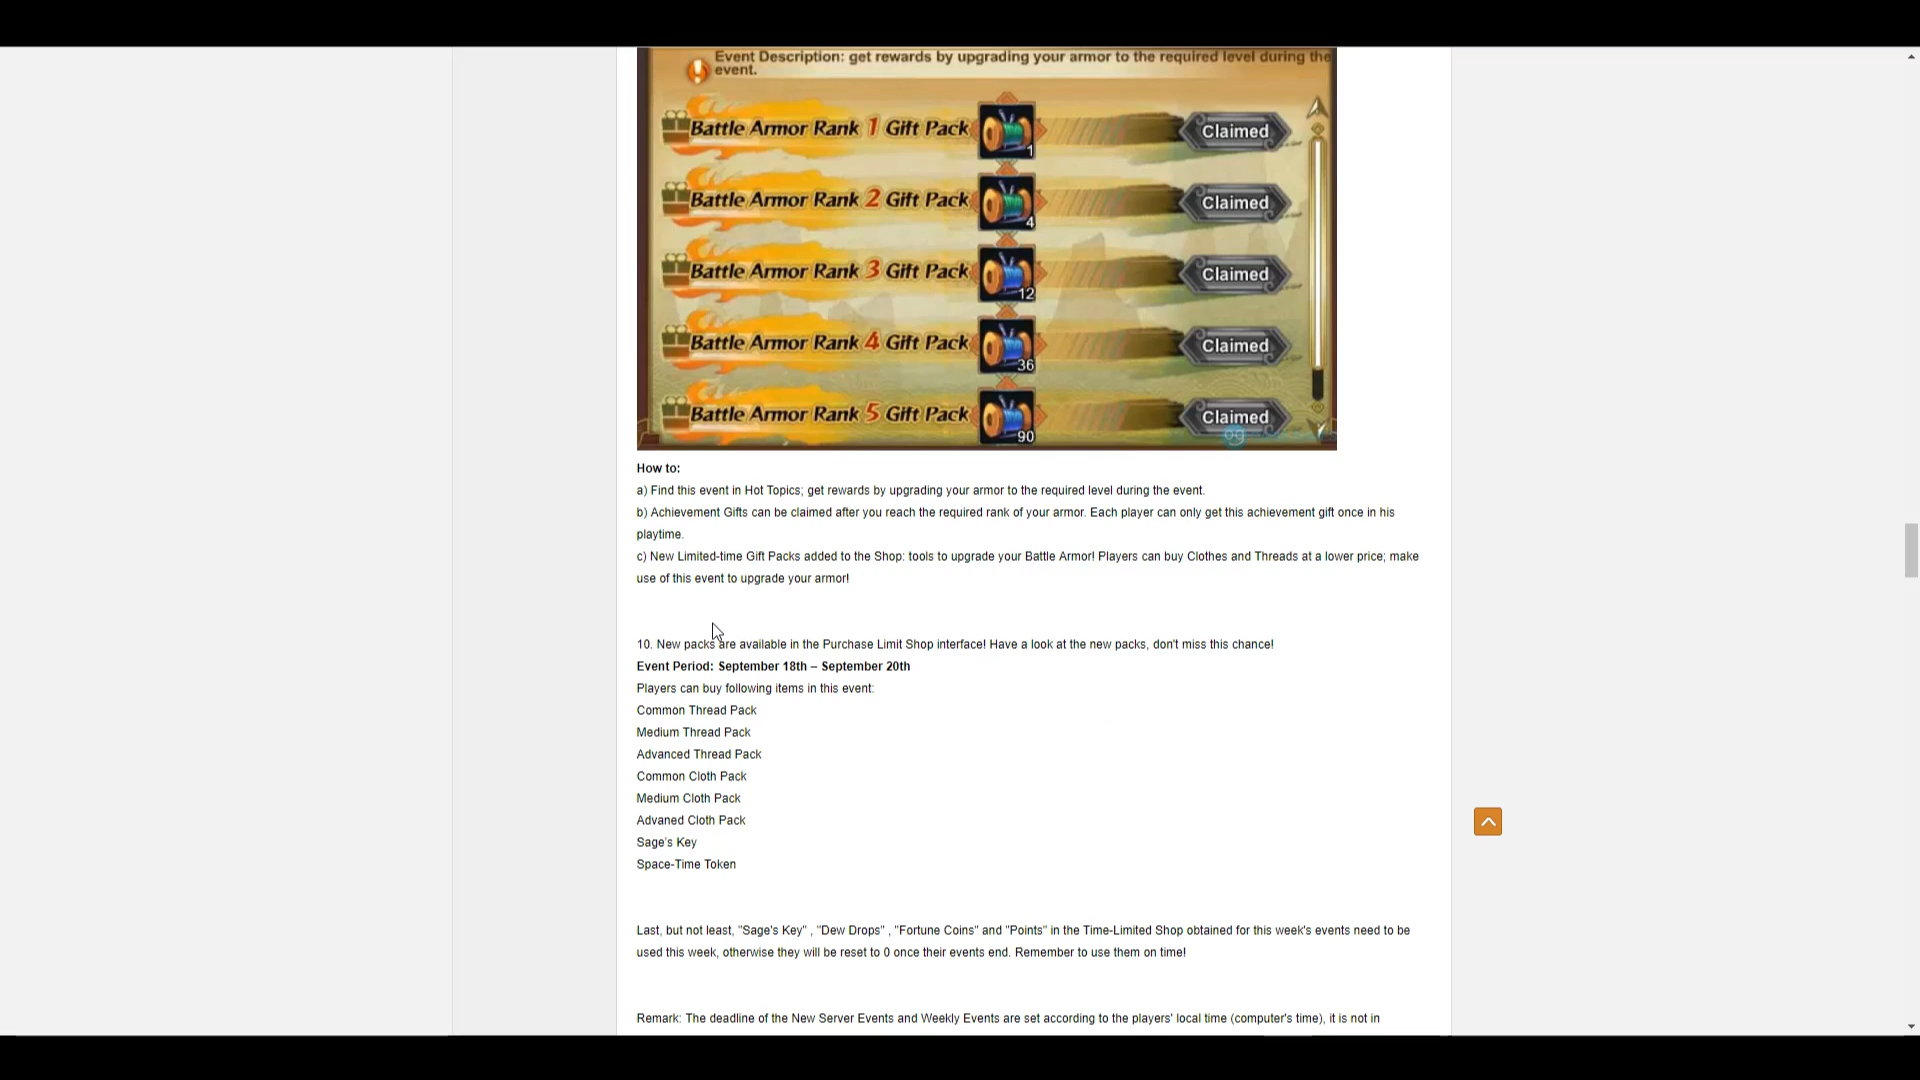 Event Description: get rewards by upgrading your armor to the required level during the
event.
Battle Armor Rank 1 Gift Pack 1 Claimed
Battle Armor Rank 2 Gift Pack 4 Claimed
Battle Armor Rank 3 Gift Pack 12 Claimed
Battle Armor Rank 4 Gift Pack 36 Claimed
Battle Armor Rank 5 Gift Pack 90 Claimed
How to:
a) Find this event in Hot Topics; get rewards by upgrading your armor to the required level during the event.
b) Achievement Gifts can be claimed after you reach the required rank of your armor. Each player can only get this achievement gift once in his
playtime.
c) New Limited-time Gift Packs added to the Shop: tools to upgrade your Battle Armor! Players can buy Clothes and Threads at a lower price; make
use of this event to upgrade your armor!
10. New packs are available in the Purchase Limit Shop interface! Have a look at the new packs, don't miss this chance!
Event Period: September 18th – September 20th
Players can buy following items in this event:
Common Thread Pack
Medium Thread Pack
Advanced Thread Pack
Common Cloth Pack
Medium Cloth Pack
Advaned Cloth Pack
Sage's Key
Space-Time Token
Last, but not least, "Sage's Key" , "Dew Drops" , "Fortune Coins" and "Points" in the Time-Limited Shop obtained for this week's events need to be
used this week, otherwise they will be reset to 0 once their events end. Remember to use them on time!
Remark: The deadline of the New Server Events and Weekly Events are set according to the players' local time (computer's time), it is not in